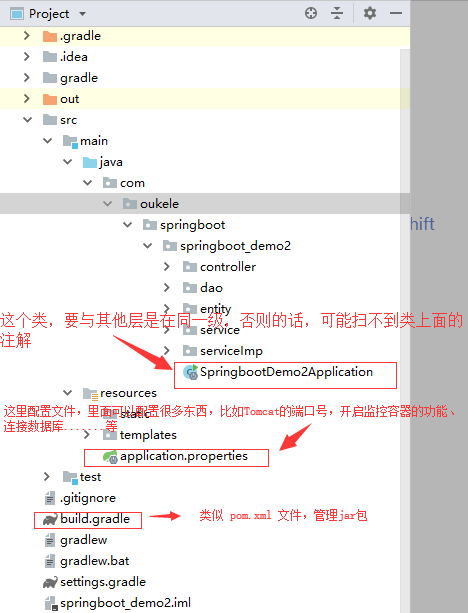 Project
.gradle
.idea
gradle
out
src
main
java
com
oukele
springboot
hift
springboot_demo2
controller
dao
entity
这个类，要与其他层是在同一级。否则的话，可能扫不到类上面的
注解
service
serviceImp
SpringbootDemo2Application
resources
static
这里配置文件，里面可以配置很多东西，比如Tomcat的端口号，开启监控容器的功能、
连接数据库.......等
templates
application.properties
test
.gitignore
build.gradle
类似 pom.xml 文件，管理jar包
gradlew
gradlew.bat
settings.gradle
springboot_demo2.iml